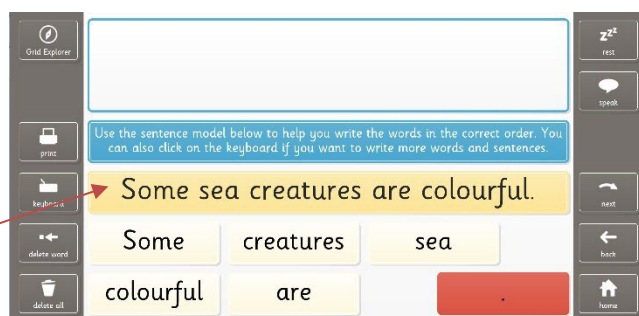 Grid Explorer
zzz
rest
speak
print
Use the sentence model below to help you write the words in the correct order. You
can also click on the keyboard if you want to write more words and sentences.
keyboard
Some sea creatures are colourful.
next
delete word
Some creatures sea
back
delete all
colourful are .
home